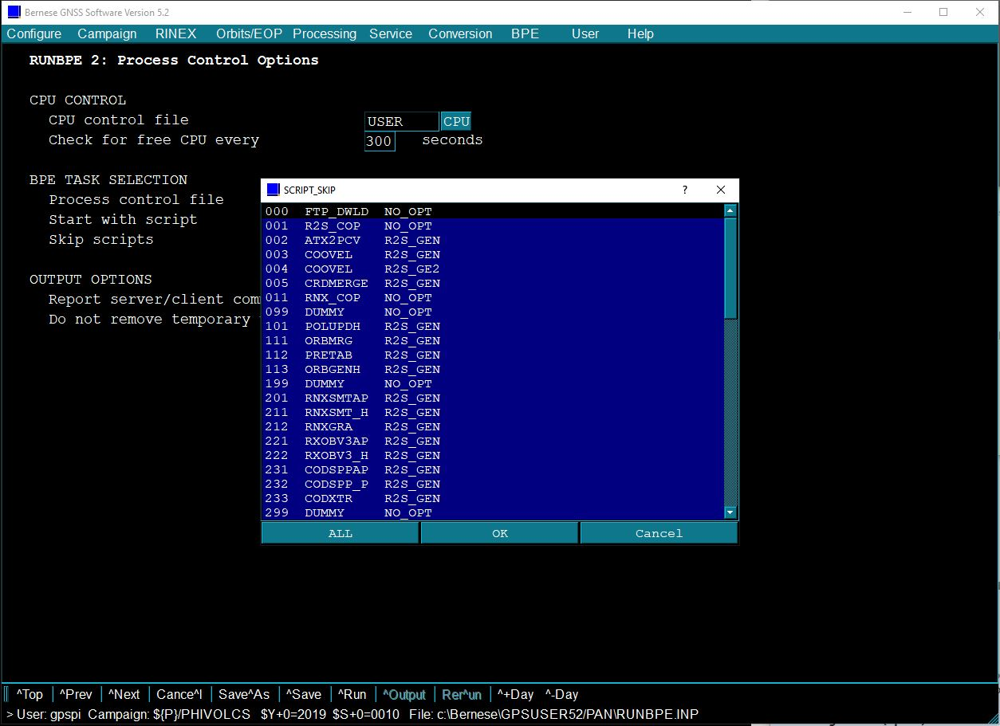 Bernese GNSS Software Version 5.2
Configure Campaign RINEX Orbits/EOP Processing Service Conversion BPE User Help
RUNBPE 2: Process Control Options
CPU CONTROL
CPU control file USER CPU
Check for free CPU every 300 seconds
BPE TASK SELECTION
Process control file
Start with script
Skip scripts
OUTPUT OPTIONS
Report server/client com
Do not remove temporary
SCRIPT_SKIP ?
000 FTP_DWLD NO_OPT
001 R2S_COP NO_OPT
002 ATX2PCV R2S_GEN
003 COOVEL R2S_GEN
004 COOVEL R2S_GE2
005 CRDMERGE R2S_GEN
011 RNX_COP NO_OPT
099 DUMMY NO_OPT
101 POLUPDH R2S_GEN
111 ORBMRG R2S_GEN
112 PRETAB R2S_GEN
113 ORBGENH R2S_GEN
199 DUMMY NO_OPT
201 RNXSMTAP R2S_GEN
211 RNXSMT_H R2S_GEN
212 RNXGRA R2S_GEN
221 RXOBV3AP R2S_GEN
222 RXOBV3_H R2S_GEN
231 CODSPPAP R2S_GEN
232 CODSPP_P R2S_GEN
233 CODXTR R2S_GEN
299 DUMMY NO_OPT
ALL OK Cancel
^Top ^Prev ^Next Cance^l Save^As ^Save ^Run ^Output Rer^un ^+Day ^-Day
> User: gpspi Campaign: ${P}/PHIVOLCS $Y+0=2019 $S+0=0010 File: c:\Bernese\GPSUSER52/PAN\RUNBPE.INP